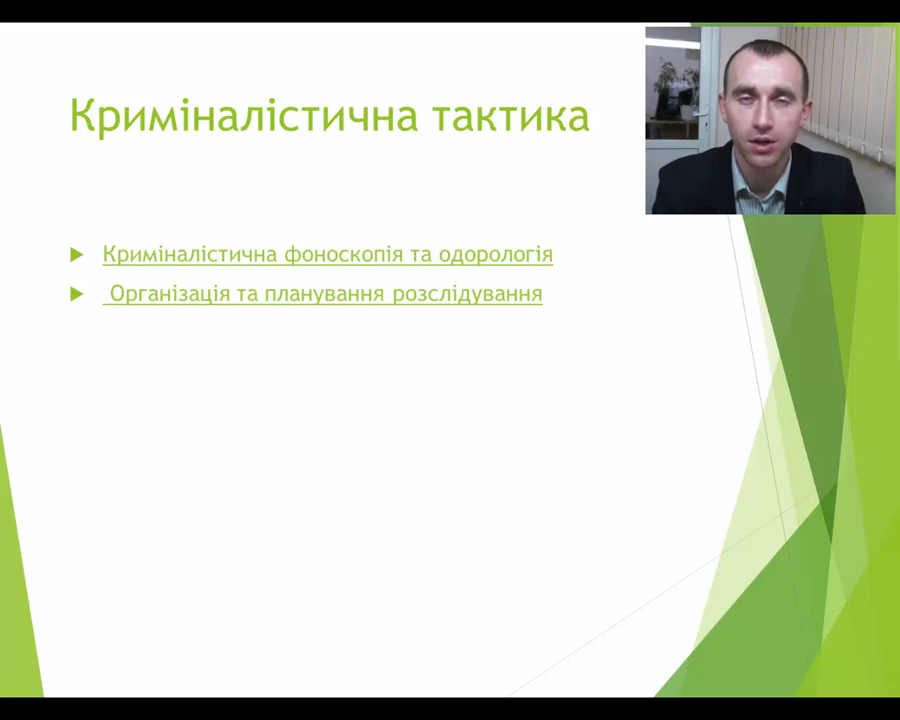 Криміналістична тактика
Криміналістична фоноскопія та одорологія
Організація та планування розслідування